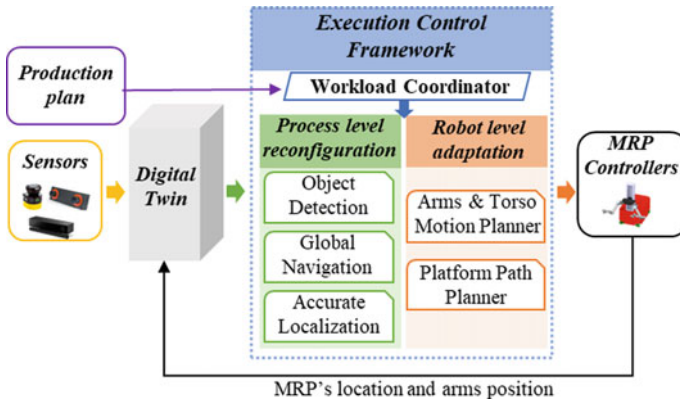 Execution Control
Framework
Production
plan
Workload Coordinator
Sensors
Digital
Twin
Process level
reconfiguration
Object
Detection
Global
Navigation
Accurate
Localization
Robot level
adaptation
Arms & Torso
Motion Planner
Platform Path
Planner
MRP
Controllers
MRP's location and arms position